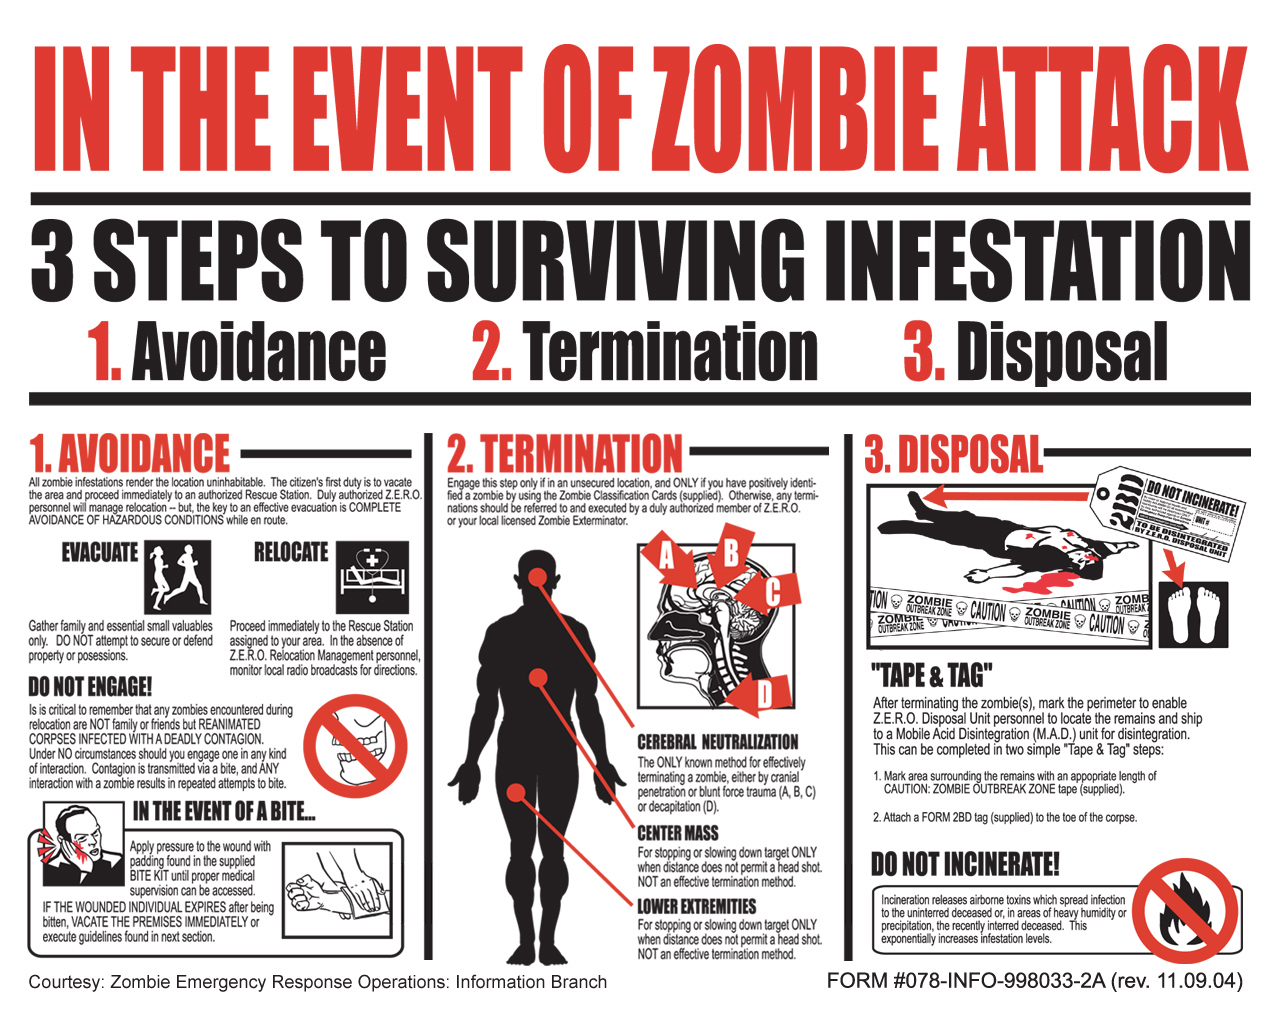 IN THE EVENT OF ZOMBIE ATTACK
3 STEPS TO SURVIVING INFESTATION
1. Avoidance 2. Termination 3. Disposal
1. AVOIDANCE
All zombie infestations render the location uninhabitable. The citizen's first duty is to vacate
the area and proceed immediately to an authorized Rescue Station. Duly authorized Z.E.R.O.
personnel will manage relocation -- but, the key to an effective evacuation is COMPLETE
AVOIDANCE OF HAZARDOUS CONDITIONS while en route.
EVACUATE
Gather family and essential small valuables
only. DO NOT attempt to secure or defend
property or posessions.
RELOCATE
Proceed immediately to the Rescue Station
assigned to your area. In the absence of
Z.E.R.O. Relocation Management personnel,
monitor local radio broadcasts for directions.
DO NOT ENGAGE!
Is is critical to remember that any zombies encountered during
relocation are NOT family or friends but REANIMATED
CORPSES INFECTED WITH A DEADLY CONTAGION.
Under NO circumstances should you engage one in any kind
of interaction. Contagion is transmitted via a bite, and ANY
interaction with a zombie results in repeated attempts to bite.
IN THE EVENT OF A BITE...
Apply pressure to the wound with
padding found in the supplied
BITE KIT until proper medical
supervision can be accessed.
IF THE WOUNDED INDIVIDUAL EXPIRES after being
bitten, VACATE THE PREMISES IMMEDIATELY or
execute guidelines found in next section.
2. TERMINATION
Engage this step only if in an unsecured location, and ONLY if you have positively identi-
fied a zombie by using the Zombie Classification Cards (supplied). Otherwise, any termi-
nations should be referred to and executed by a duly authorized member of Z.E.R.O.
or your local licensed Zombie Exterminator.
A
B
C
D
CEREBRAL NEUTRALIZATION
The ONLY known method for effectively
terminating a zombie, either by cranial
penetration or blunt force trauma (A, B, C)
or decapitation (D).
CENTER MASS
For stopping or slowing down target ONLY
when distance does not permit a head shot.
NOT an effective termination method.
LOWER EXTREMITIES
For stopping or slowing down target ONLY
when distance does not permit a head shot.
NOT an effective termination method.
3. DISPOSAL
2BD
DO NOT INCINERATE!
UNIT #
TO BE DISINTEGRATED
BY Z.E.R.O. DISPOSAL UNIT
TION ZOMBIE OUTBREAK ZONE CAUTION ZOMBIE OUTBREAK ZONE CAUTION ZOMB BREAK
ZOMBIE OUTBREAK ZONE CAUTION ZOMBIE OUTBREAK ZONE CAUTION
"TAPE & TAG"
After terminating the zombie(s), mark the perimeter to enable
Z.E.R.O. Disposal Unit personnel to locate the remains and ship
to a Mobile Acid Disintegration (M.A.D.) unit for disintegration.
This can be completed in two simple "Tape & Tag" steps:
1. Mark area surrounding the remains with an appopriate length of
CAUTION: ZOMBIE OUTBREAK ZONE tape (supplied).
2. Attach a FORM 2BD tag (supplied) to the toe of the corpse.
DO NOT INCINERATE!
Incineration releases airborne toxins which spread infection
to the uninterred deceased or, in areas of heavy humidity or
precipitation, the recently interred deceased. This
exponentially increases infestation levels.
Courtesy: Zombie Emergency Response Operations: Information Branch
FORM #078-INFO-998033-2A (rev. 11.09.04)